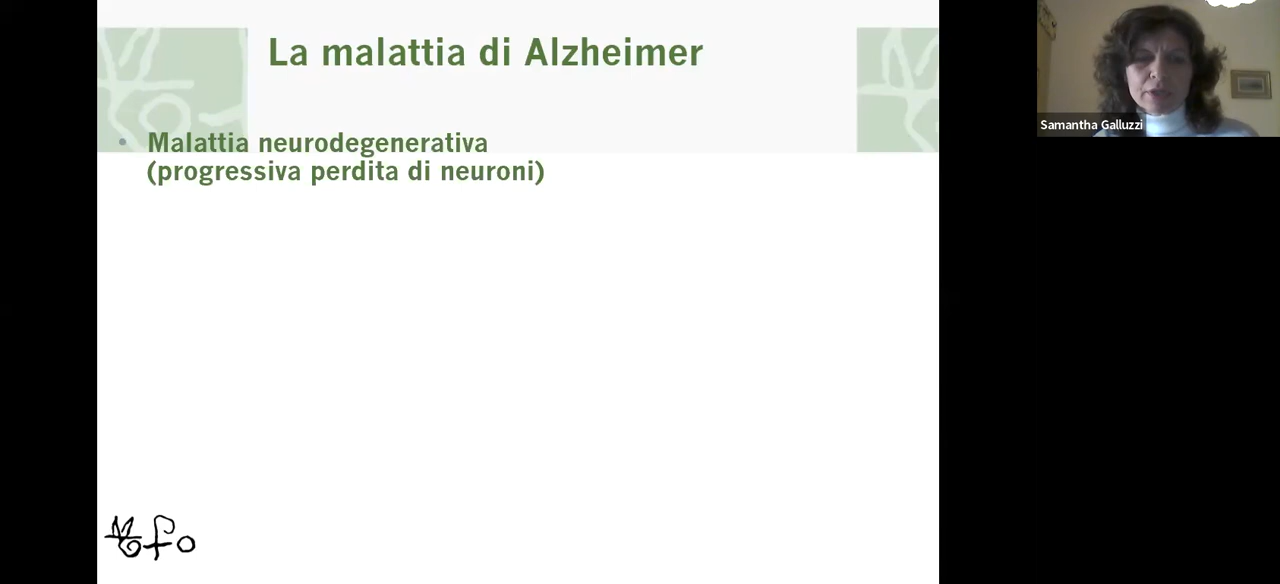 La malattia di Alzheimer
• Malattia neurodegenerativa
(progressiva perdita di neuroni)
Samantha Galluzzi